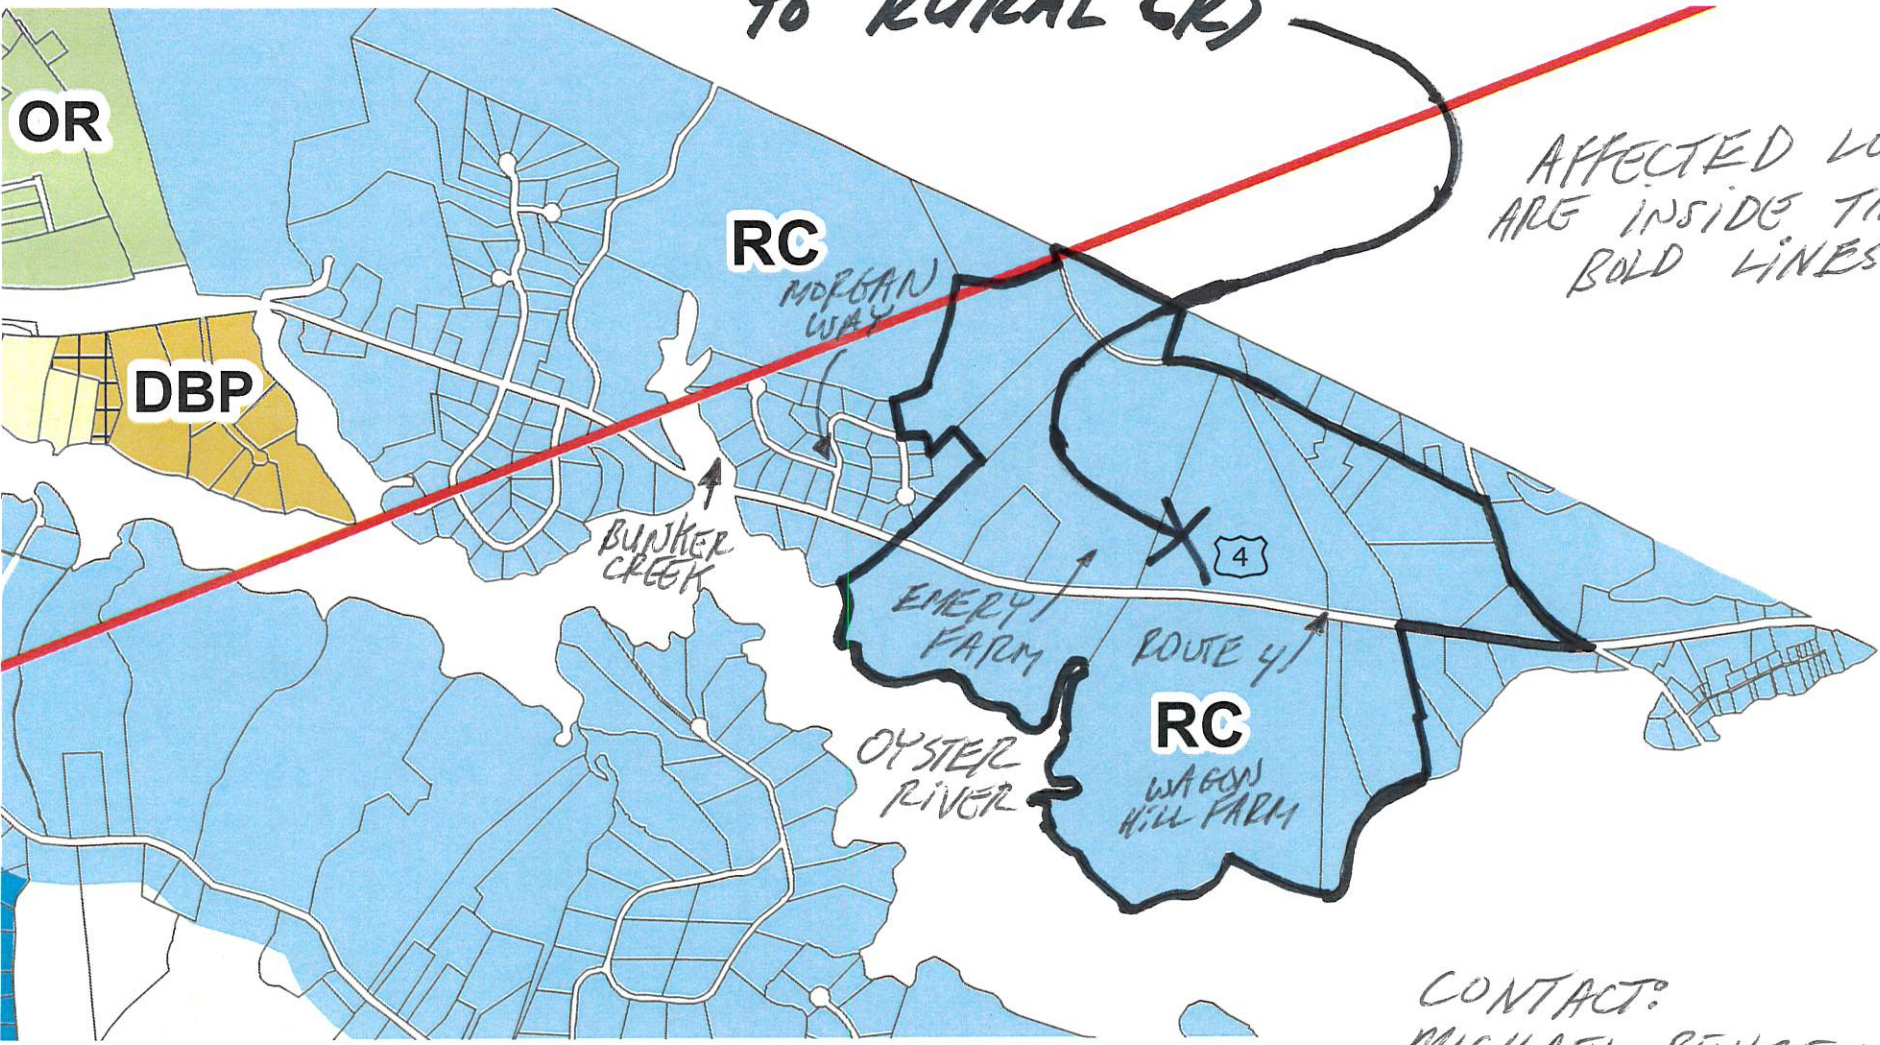 TO RURAL (R)
OR
AFFECTED
ARE INSIDE
BOLD LINES
RC
MORGAN
WAY
DBP
BUNKER
CREEK
4
EMERY
FARM
ROUTE 4
RC
OYSTER
RIVER
WAGON
HILL FARM
CONTACT:
MICHAEL